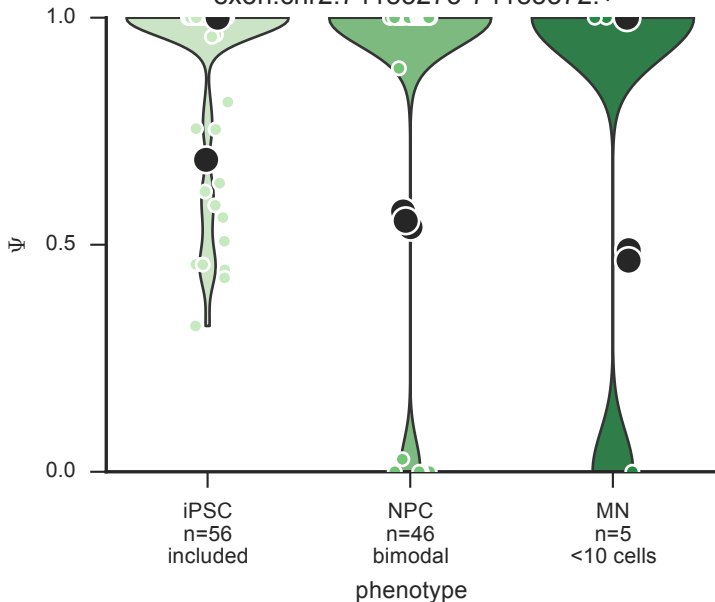 1.0
0.5
0.0
Ψ
iPSC
n=56
included
NPC
n=46
bimodal
MN
n=5
<10 cells
phenotype